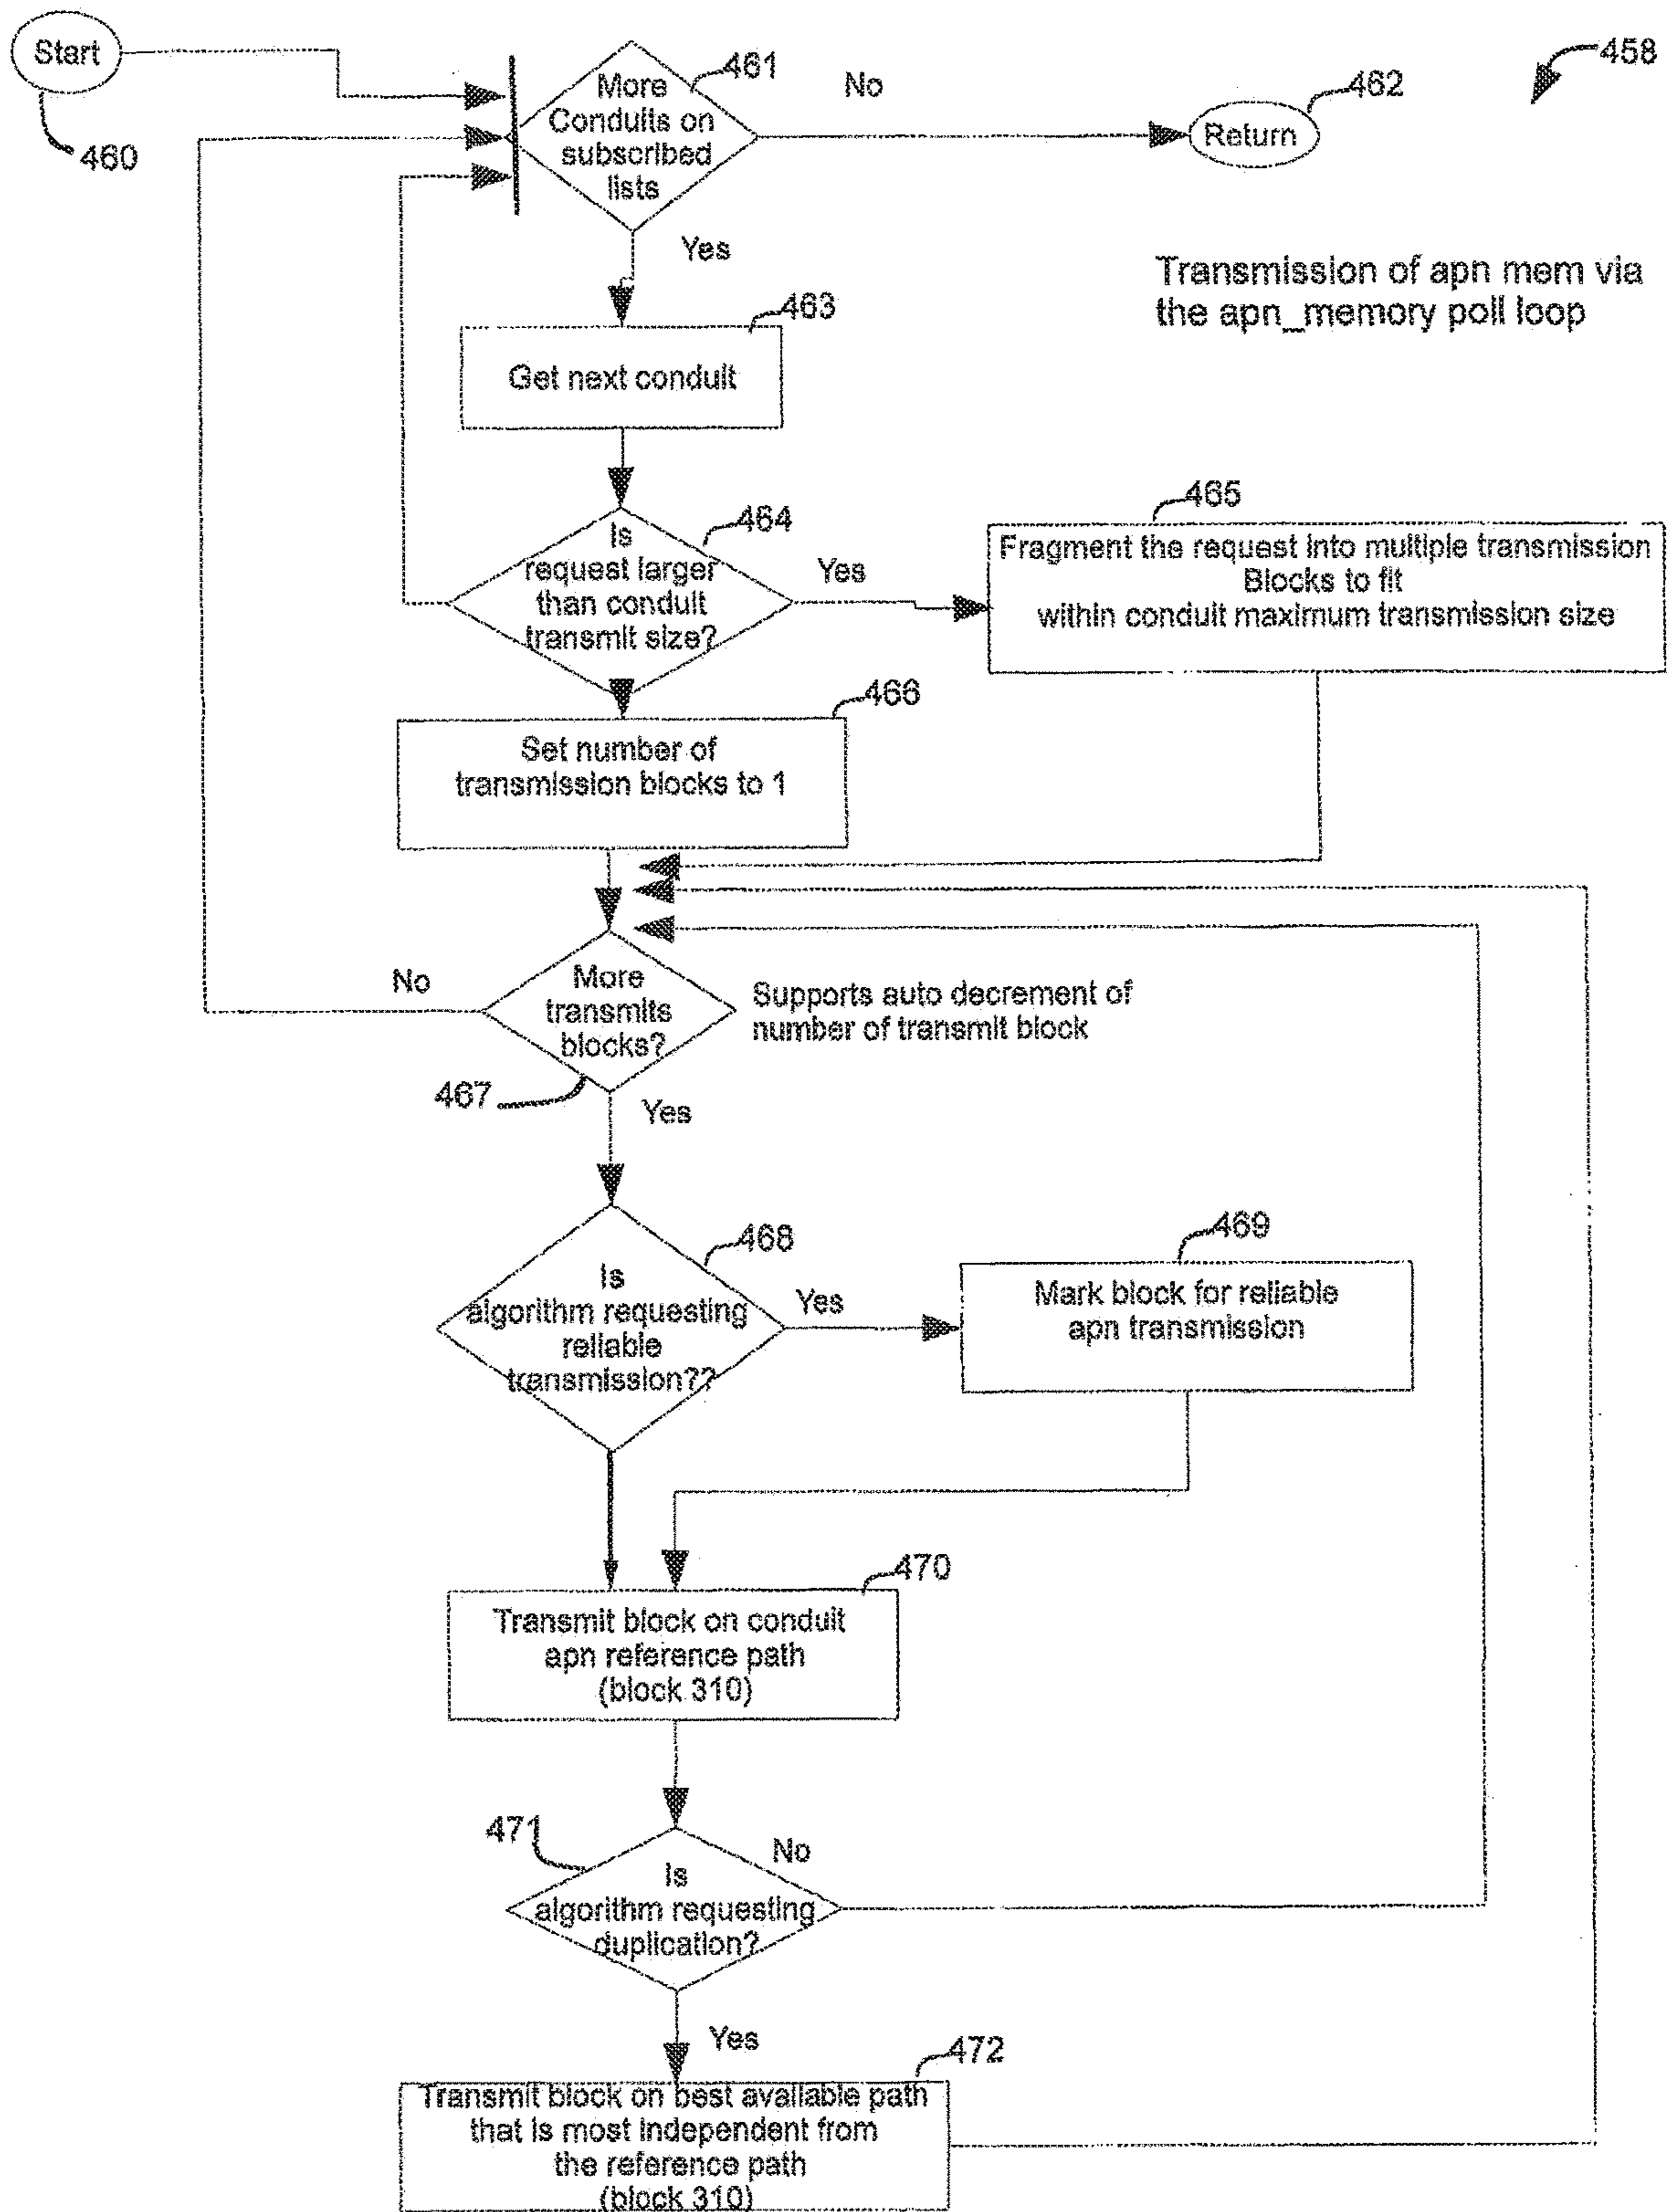 Start
460
More
Conduits on
subscribed
lists
461
No
Return
462
458
Yes
Transmission of apn mem via
the apn_memory poll loop
463
Get next conduit
464
Is
request larger
than conduit
transmit size?
Yes
465
Fragment the request into multiple transmission
Blocks to fit
within conduit maximum transmission size
466
Set number of
transmission blocks to 1
No
More
transmits
blocks?
Supports auto decrement of
number of transmit block
467
Yes
468
Is
algorithm requesting
reliable
transmission??
Yes
469
Mark block for reliable
apn transmission
470
Transmit block on conduit
apn reference path
(block 310)
471
No
Is
algorithm requesting
duplication?
Yes
472
Transmit block on best available path
that is most independent from
the reference path
(block 310)